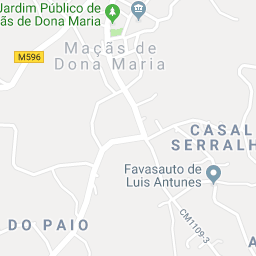 Jardim Público de
ãs de Dona Maria
Maçãs de
Dona Maria
M596
CASAL
SERRALH
Favasauto de
Luis Antunes
DO PAIO
CM1109-3